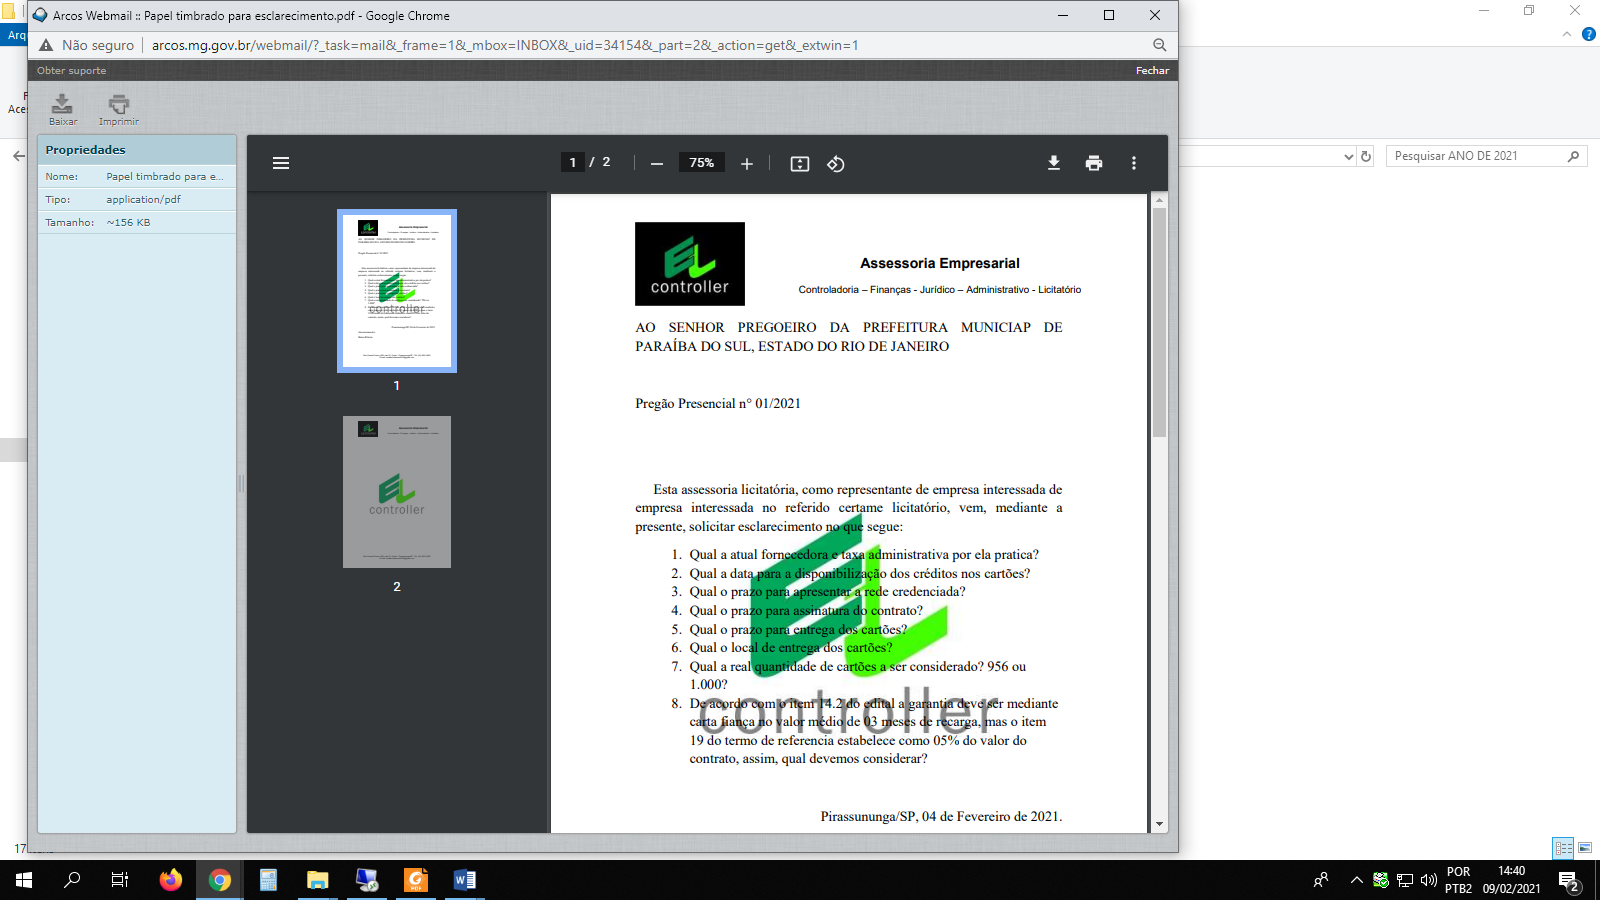 Arcos Webmail :: Papel timbrado para esclarecimento.pdf - Google Chrome
Não seguro
arcos.mg.gov.br/webmail/?_task=mail&_frame=1&_mbox=INBOX&_uid=34154&_part=2&_action=get&_extwin=1
Obter suporte
Fechar
Baixar
Imprimir
Propriedades
Nome: Papel timbrado para e...
Tipo: application/pdf
Tamanho: ~156 KB
1 / 2
75%
Pesquisar ANO DE 2021
1
2
EL
controller
Assessoria Empresarial
Controladoria – Finanças - Jurídico – Administrativo - Licitatório
AO SENHOR PREGOEIRO DA PREFEITURA MUNICIAP DE
PARAÍBA DO SUL, ESTADO DO RIO DE JANEIRO
Pregão Presencial n° 01/2021
Esta assessoria licitatória, como representante de empresa interessada de
empresa interessada no referido certame licitatório, vem, mediante a
presente, solicitar esclarecimento no que segue:
1. Qual a atual fornecedora e taxa administrativa por ela pratica?
2. Qual a data para a disponibilização dos créditos nos cartões?
3. Qual o prazo para apresentar a rede credenciada?
4. Qual o prazo para assinatura do contrato?
5. Qual o prazo para entrega dos cartões?
6. Qual o local de entrega dos cartões?
7. Qual a real quantidade de cartões a ser considerado? 956 ou
1.000?
8. De acordo com o item 14.2 do edital a garantia deve ser mediante
carta fiança no valor médio de 03 meses de recarga, mas o item
19 do termo de referencia estabelece como 05% do valor do
contrato, assim, qual devemos considerar?
controller
Pirassununga/SP, 04 de Fevereiro de 2021.
POR
PTB2
14:40
09/02/2021
2